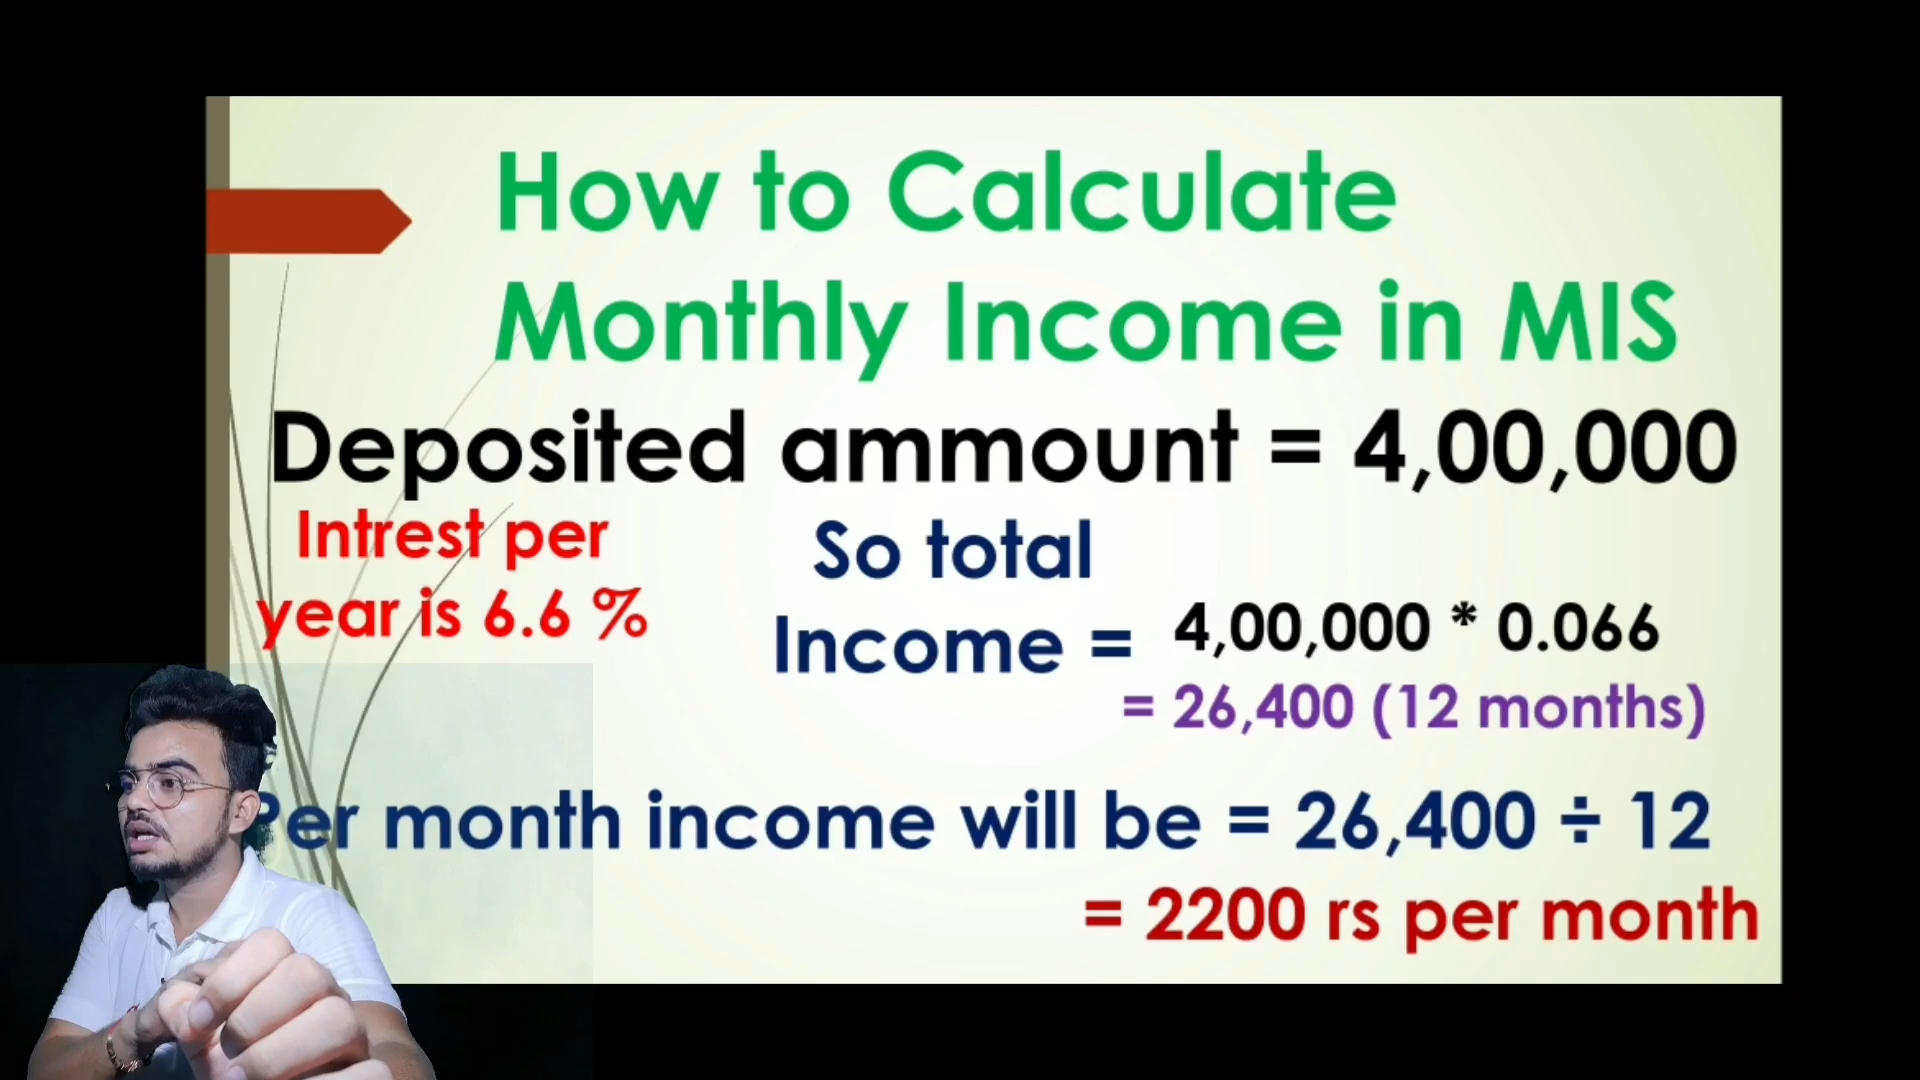 How to Calculate
Monthly Income in MIS
Deposited ammount = 4,00,000
Intrest per
year is 6.6 %
So total
Income = 4,00,000 * 0.066
= 26,400 (12 months)
Per month income will be = 26,400 ÷ 12
= 2200 rs per month